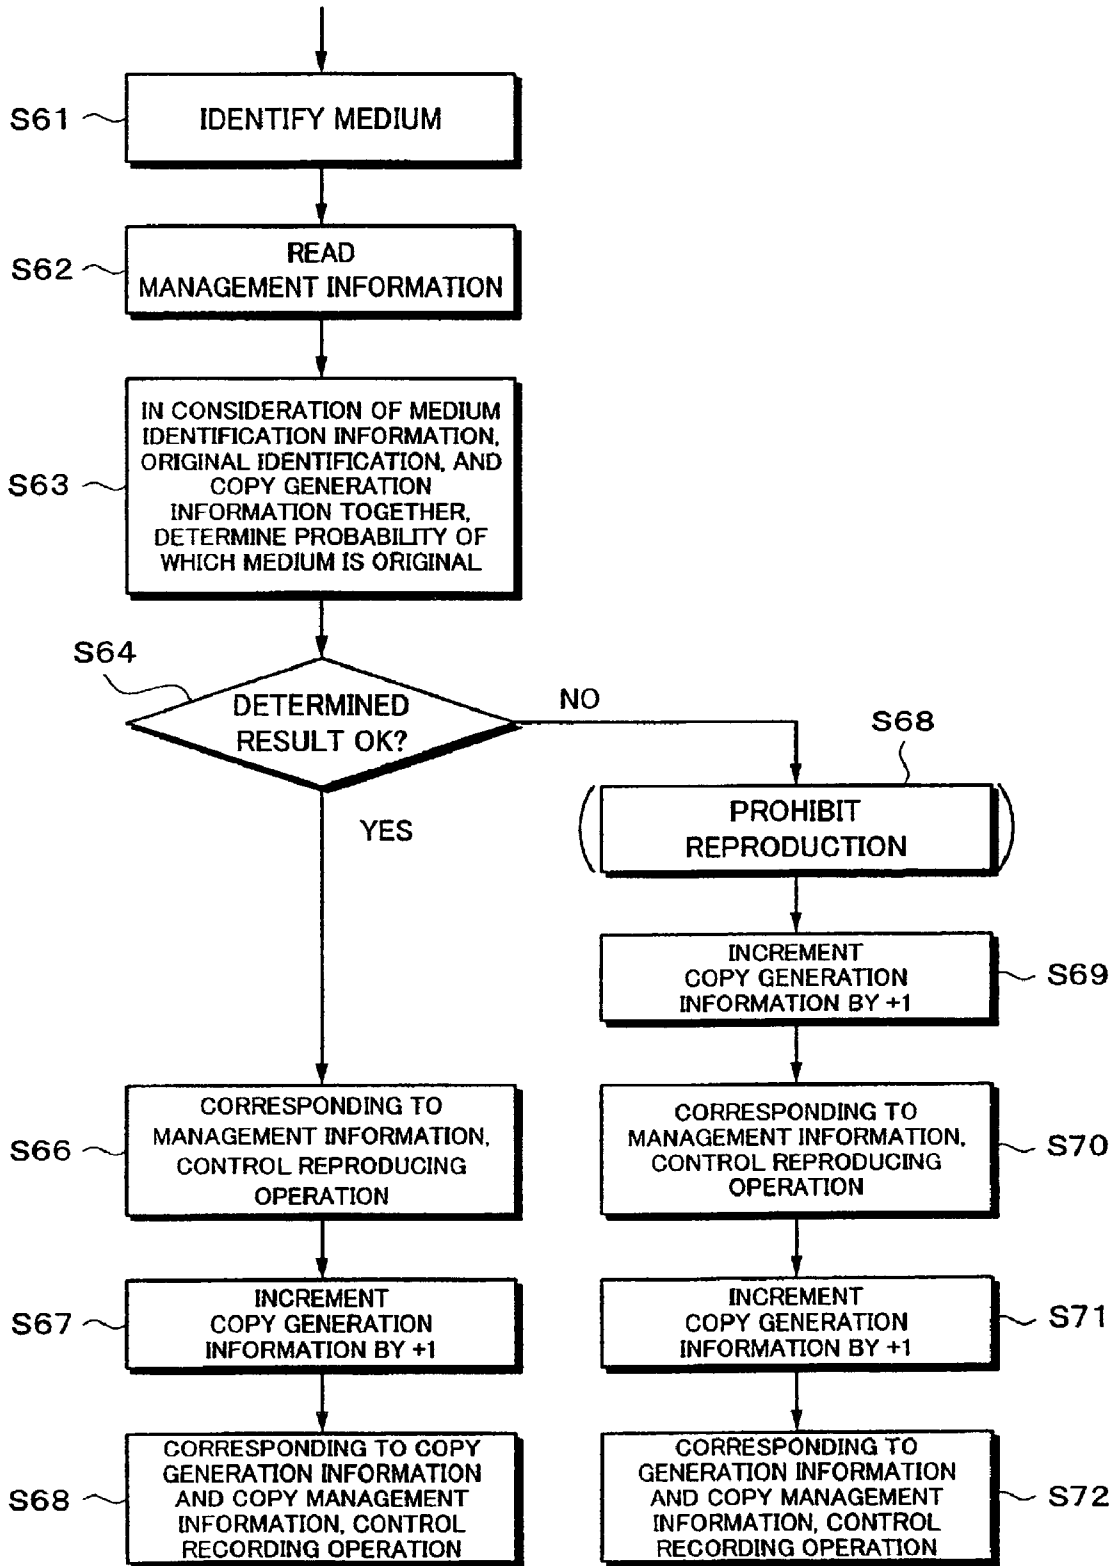 S61
IDENTIFY MEDIUM
S62
READ
MANAGEMENT INFORMATION
S63
IN CONSIDERATION OF MEDIUM
IDENTIFICATION INFORMATION,
ORIGINAL IDENTIFICATION, AND
COPY GENERATION
INFORMATION TOGETHER,
DETERMINE PROBABILITY OF
WHICH MEDIUM IS ORIGINAL
S64
DETERMINED
RESULT OK?
NO
YES
S68
PROHIBIT
REPRODUCTION
INCREMENT
COPY GENERATION
INFORMATION BY +1
S69
S66
CORRESPONDING TO
MANAGEMENT INFORMATION,
CONTROL REPRODUCING
OPERATION
CORRESPONDING TO
MANAGEMENT INFORMATION,
CONTROL REPRODUCING
OPERATION
S70
S67
INCREMENT
COPY GENERATION
INFORMATION BY +1
INCREMENT
COPY GENERATION
INFORMATION BY +1
S71
S68
CORRESPONDING TO COPY
GENERATION INFORMATION
AND COPY MANAGEMENT
INFORMATION, CONTROL
RECORDING OPERATION
CORRESPONDING TO
GENERATION INFORMATION
AND COPY MANAGEMENT
INFORMATION, CONTROL
RECORDING OPERATION
S72